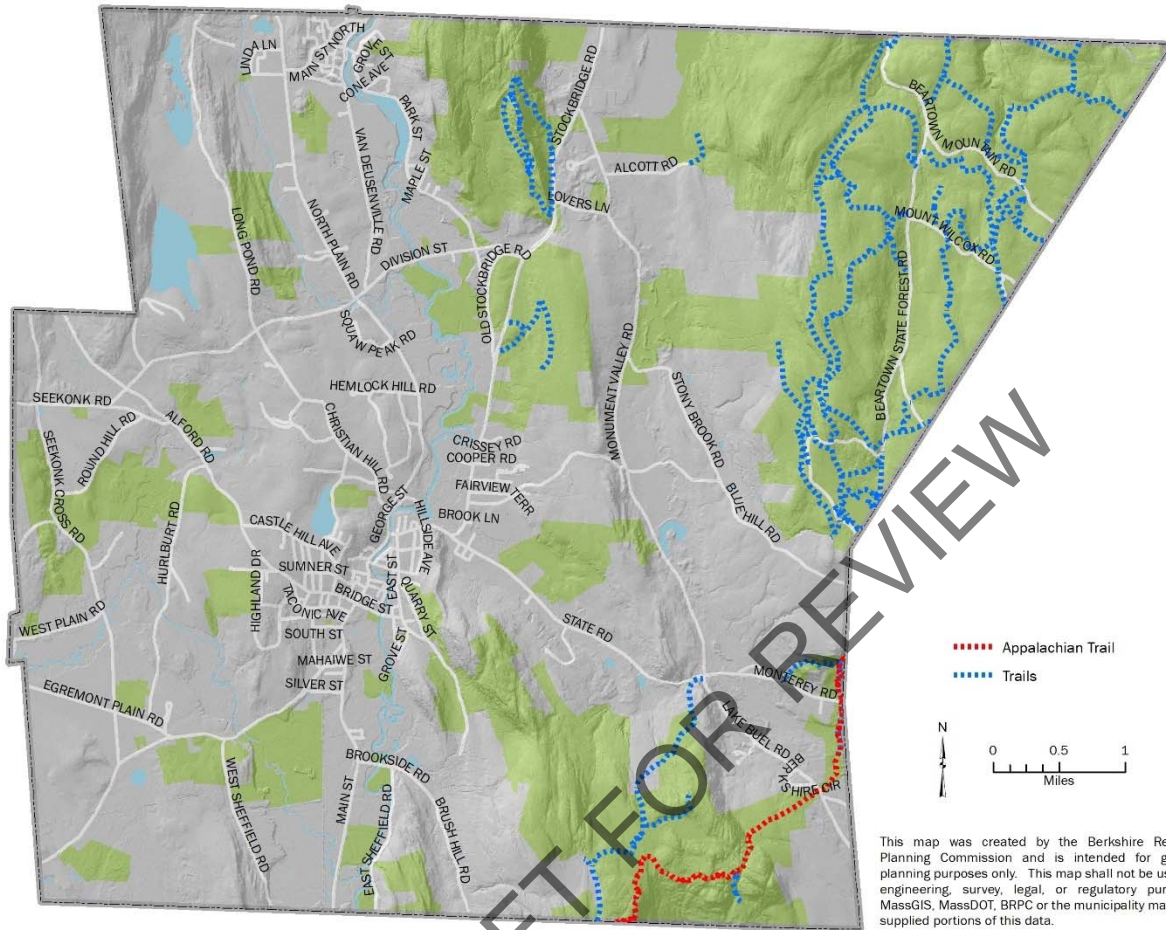 LINDA LN
MAIN ST NORTH
GROVE ST
CONE AVE
PARK ST
MAPLE ST
VAN DEUSENVILLE RD
LONG POND RD
NORTH PLAIN RD
DIVISION ST
STOCKBRIDGE RD
ALCOTT RD
LOVERS LN
OLD STOCKBRIDGE RD
BEARTOWN MOUNTAIN RD
MOUNT WILCOX RD
BEARTOWN STATE FOREST RD
SQUAW PEAK RD
HEMLOCK HILL RD
MONUMENT VALLEY RD
STONY BROOK RD
SEEKONK RD
ROUND HILL RD
ALFORD RD
SEEKONK CROSS RD
HURLBURT RD
CHRISTIAN HILL RD
CRISSEY RD
COOPER RD
FAIRVIEW TERR
BROOK LN
BLUE HILL RD
GEORGE ST
HILLSIDE AVE
CASTLE HILL AVE
SUMNER ST
EAST ST
BRIDGE ST
QUARRY ST
HIGHLAND DR
TACONIC AVE
SOUTH ST
MAHAIWE ST
SILVER ST
GROVE ST
STATE RD
WEST PLAIN RD
EGREMONT PLAIN RD
MONTEREY RD
LAKE BUEL RD
BERKSHIRE CIR
BROOKSIDE RD
WEST SHEFFIELD RD
MAIN ST
EAST SHEFFIELD RD
BRUSH HILL RD
Appalachian Trail
Trails
N
0 0.5 1
Miles
This map was created by the Berkshire Re
Planning Commission and is intended for g
planning purposes only. This map shall not be us
engineering, survey, legal, or regulatory pur
MassGIS, MassDOT, BRPC or the municipality ma
supplied portions of this data.
FOR REVIEW